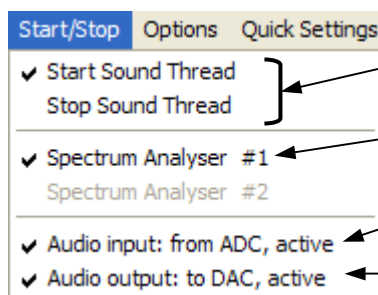 Start/Stop Options Quick Settings
Start Sound Thread
Stop Sound Thread
Spectrum Analyser #1
Spectrum Analyser #2
Audio input: from ADC, active
Audio output: to DAC, active